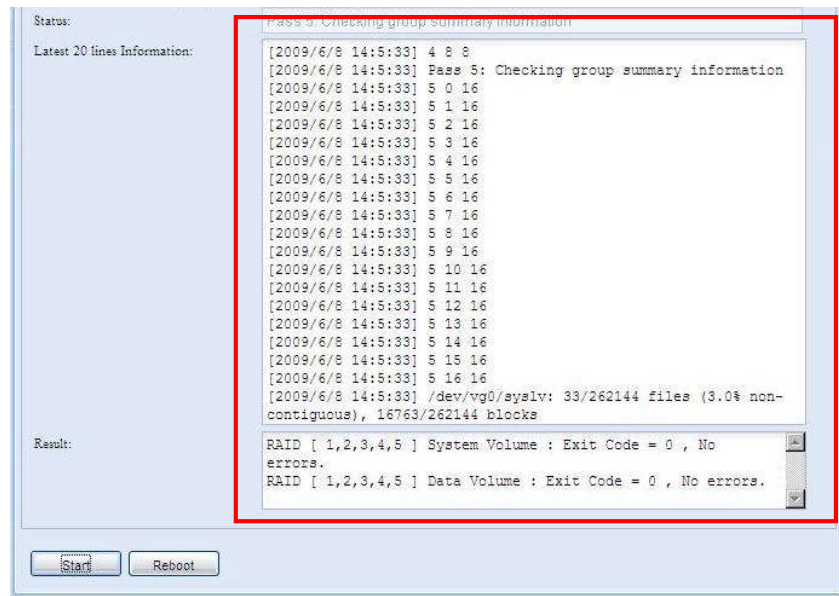 Status:
Pass 5: Checking group summary information
Latest 20 lines Information:
[2009/6/8 14:5:33] 4 8 8
[2009/6/8 14:5:33] Pass 5: Checking group summary information
[2009/6/8 14:5:33] 5 0 16
[2009/6/8 14:5:33] 5 1 16
[2009/6/8 14:5:33] 5 2 16
[2009/6/8 14:5:33] 5 3 16
[2009/6/8 14:5:33] 5 4 16
[2009/6/8 14:5:33] 5 5 16
[2009/6/8 14:5:33] 5 6 16
[2009/6/8 14:5:33] 5 7 16
[2009/6/8 14:5:33] 5 8 16
[2009/6/8 14:5:33] 5 9 16
[2009/6/8 14:5:33] 5 10 16
[2009/6/8 14:5:33] 5 11 16
[2009/6/8 14:5:33] 5 12 16
[2009/6/8 14:5:33] 5 13 16
[2009/6/8 14:5:33] 5 14 16
[2009/6/8 14:5:33] 5 15 16
[2009/6/8 14:5:33] 5 16 16
[2009/6/8 14:5:33] /dev/vg0/syslv: 33/262144 files (3.0% non-
contiguous), 16763/262144 blocks
Result:
RAID [ 1,2,3,4,5 ] System Volume : Exit Code = 0 , No
errors.
RAID [ 1,2,3,4,5 ] Data Volume : Exit Code = 0 , No errors.
Start
Reboot